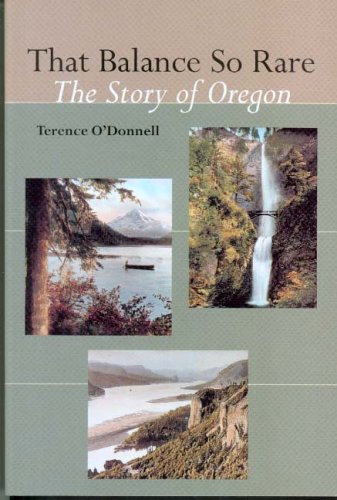 That Balance So Rare
The Story of Oregon
Terence O'Donnell